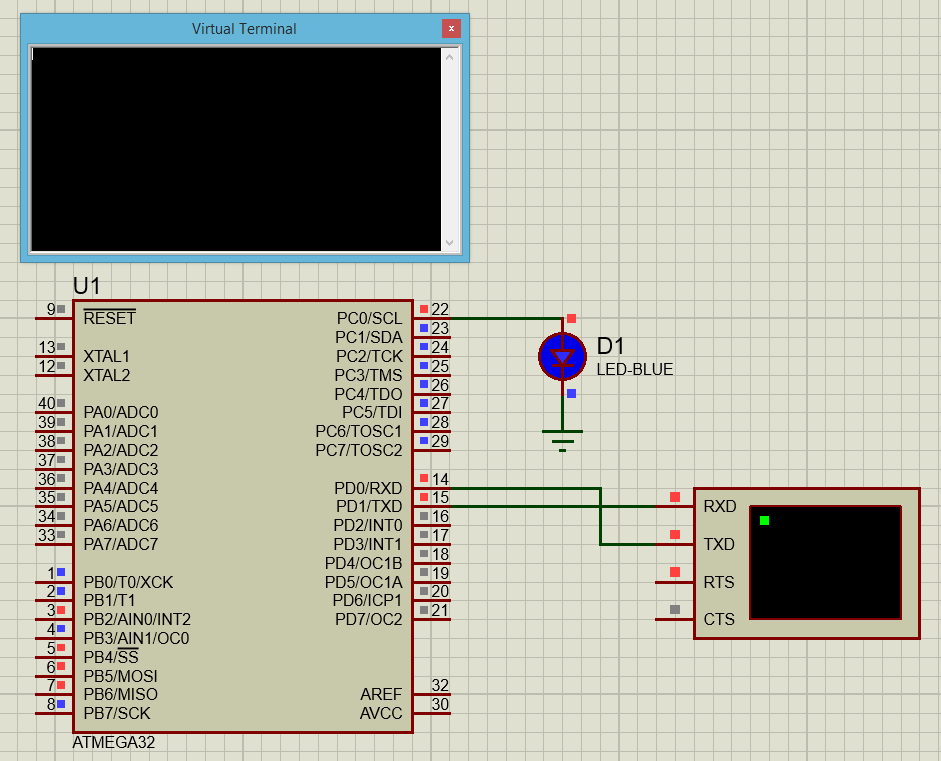 Virtual Terminal
x
U1
9 RESET PC0/SCL 22
PC1/SDA 23
13 XTAL1 PC2/TCK 24
12 XTAL2 PC3/TMS 25
PC4/TDO 26
40 PA0/ADC0 PC5/TDI 27
39 PA1/ADC1 PC6/TOSC1 28
38 PA2/ADC2 PC7/TOSC2 29
37 PA3/ADC3
36 PA4/ADC4 PD0/RXD 14
35 PA5/ADC5 PD1/TXD 15
34 PA6/ADC6 PD2/INT0 16
33 PA7/ADC7 PD3/INT1 17
PD4/OC1B 18
1 PB0/T0/XCK PD5/OC1A 19
2 PB1/T1 PD6/ICP1 20
3 PB2/AIN0/INT2 PD7/OC2 21
4 PB3/AIN1/OC0
5 PB4/SS
6 PB5/MOSI
7 PB6/MISO AREF 32
8 PB7/SCK AVCC 30
ATMEGA32
D1
LED-BLUE
RXD
TXD
RTS
CTS